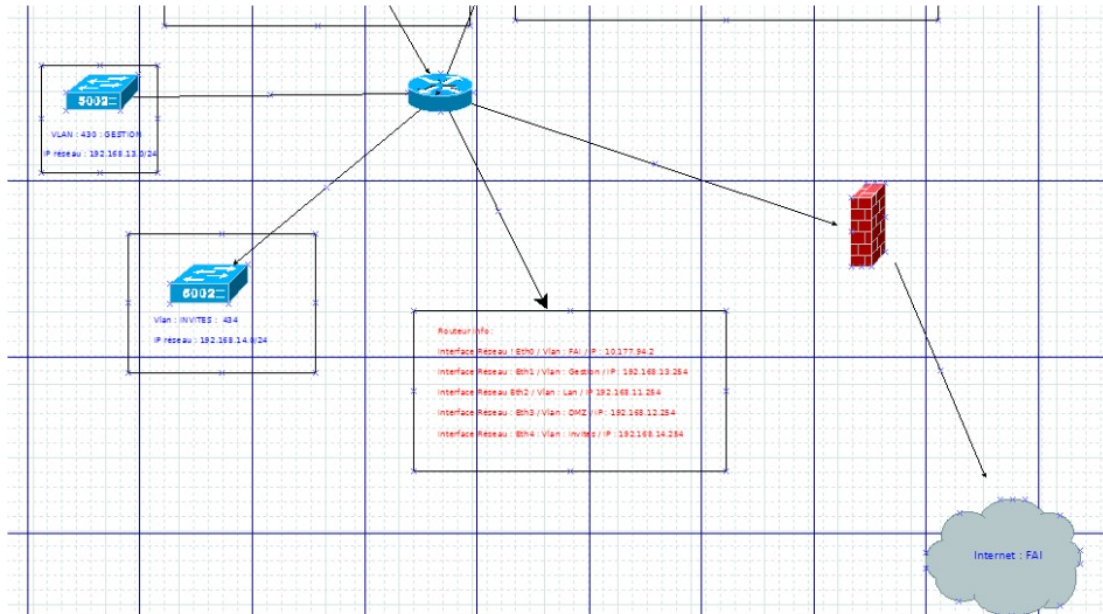 5002
VLAN : 430 : GESTION
IP réseau : 192.168.13.0/24
5002
Vlan : INVITES : 434
IP réseau : 192.168.14.0/24
Routeur info :
Interface Réseau ! Eth0 / Vlan : FAI / IP : 10.177.94.2
Interface Réseau : Eth1 / Vlan : Gestion / IP : 192.168.13.254
Interface Réseau Eth2 / Vlan : Lan / IP 192.168.11.254
Interface Réseau : Eth3 / Vlan : DMZ / IP : 192.168.12.254
Interface Réseau : Eth4 : Vlan : Invités / IP : 192.168.14.254
Internet : FAI